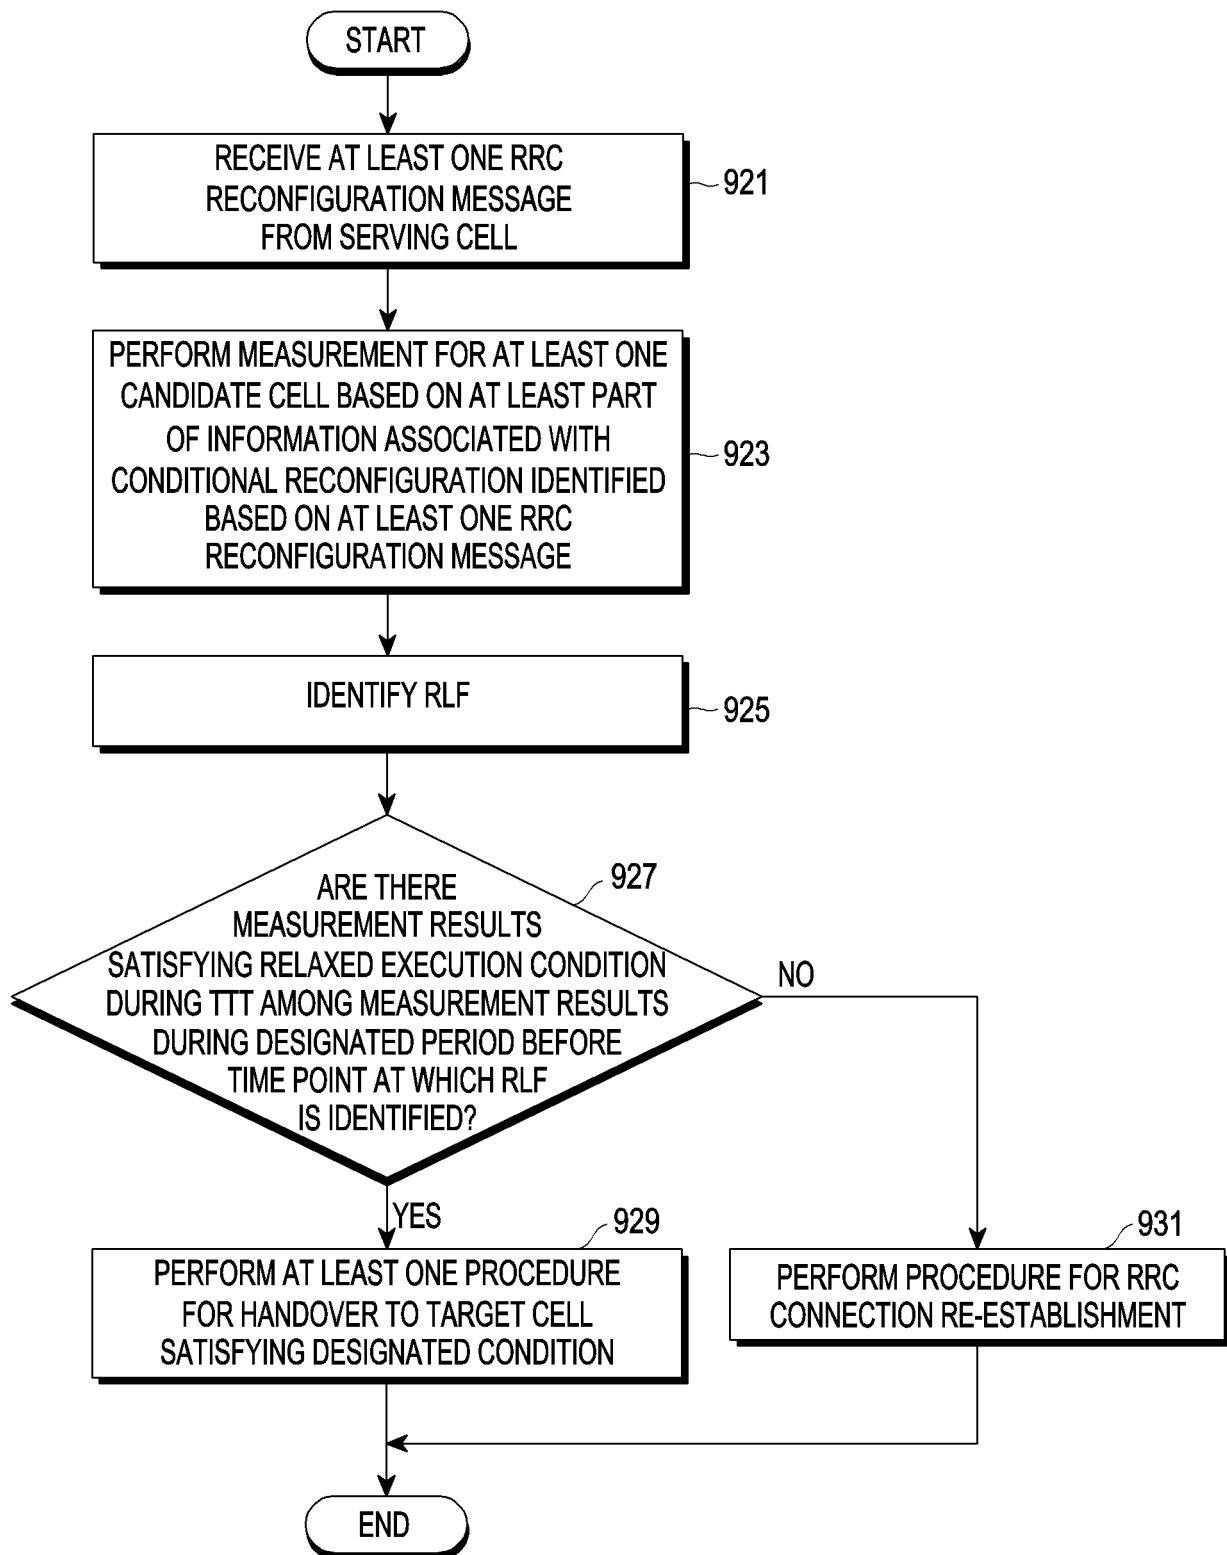 START
RECEIVE AT LEAST ONE RRC
RECONFIGURATION MESSAGE
FROM SERVING CELL
921
PERFORM MEASUREMENT FOR AT LEAST ONE
CANDIDATE CELL BASED ON AT LEAST PART
OF INFORMATION ASSOCIATED WITH
CONDITIONAL RECONFIGURATION IDENTIFIED
BASED ON AT LEAST ONE RRC
RECONFIGURATION MESSAGE
923
IDENTIFY RLF
925
927
ARE THERE
MEASUREMENT RESULTS
SATISFYING RELAXED EXECUTION CONDITION
DURING TTT AMONG MEASUREMENT RESULTS
DURING DESIGNATED PERIOD BEFORE
TIME POINT AT WHICH RLF
IS IDENTIFIED?
NO
YES
929
PERFORM AT LEAST ONE PROCEDURE
FOR HANDOVER TO TARGET CELL
SATISFYING DESIGNATED CONDITION
931
PERFORM PROCEDURE FOR RRC
CONNECTION RE-ESTABLISHMENT
END